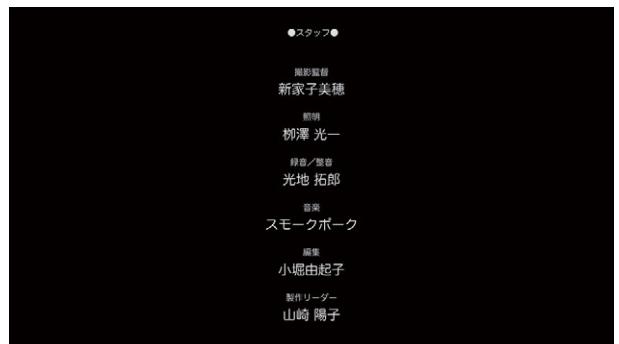 ●スタッフ●
撮影監督
新家子美穂
照明
栁澤 光一
録音／整音
光地 拓郎
音楽
スモークポーク
編集
小堀由起子
製作リーダー
山崎 陽子